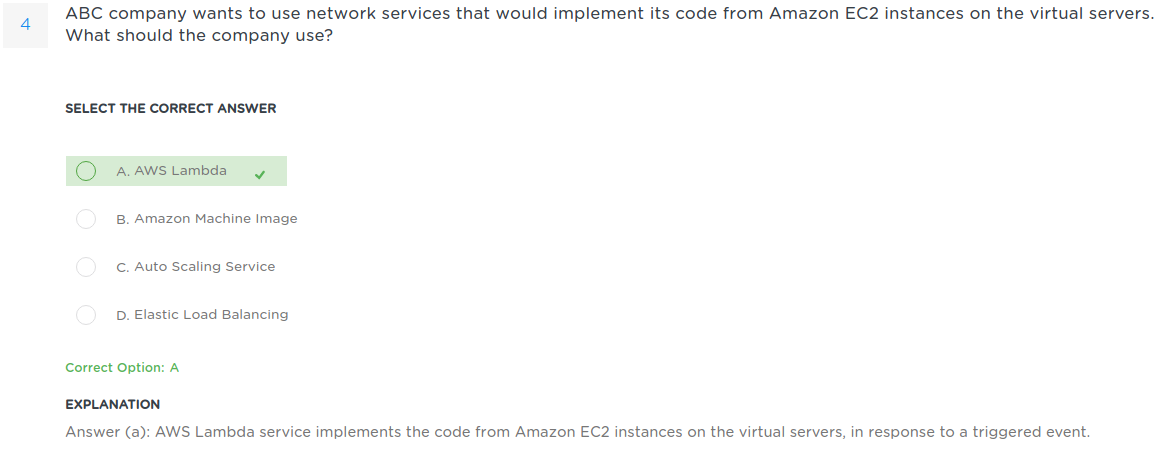 4
ABC company wants to use network services that would implement its code from Amazon EC2 instances on the virtual servers.
What should the company use?
SELECT THE CORRECT ANSWER
A. AWS Lambda
B. Amazon Machine Image
C. Auto Scaling Service
D. Elastic Load Balancing
Correct Option: A
EXPLANATION
Answer (a): AWS Lambda service implements the code from Amazon EC2 instances on the virtual servers, in response to a triggered event.